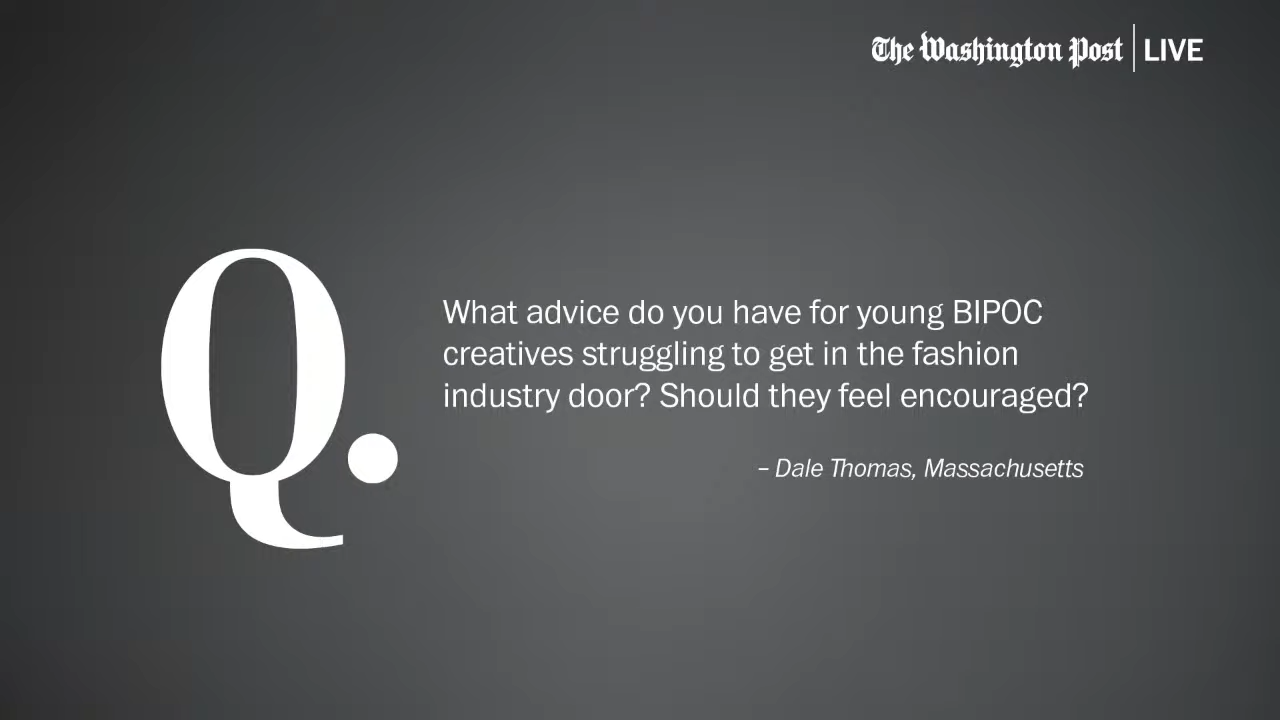 The Washington Post LIVE
Q.
What advice do you have for young BIPOC
creatives struggling to get in the fashion
industry door? Should they feel encouraged?
– Dale Thomas, Massachusetts